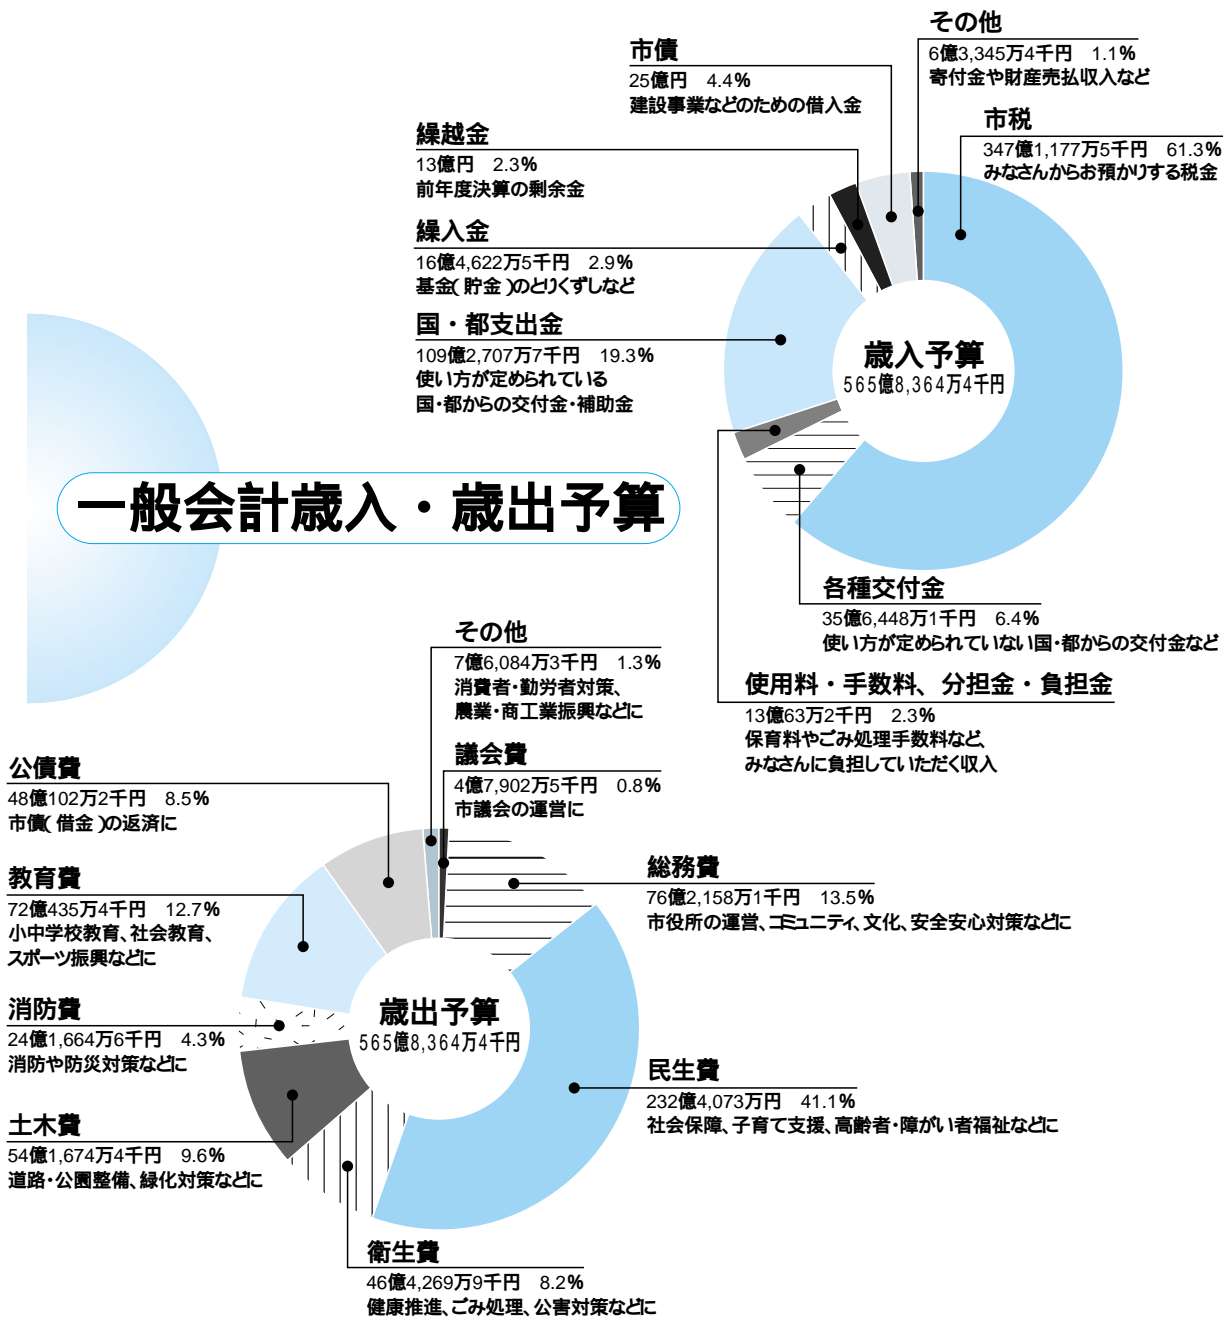 その他
6億3,345万4千円 1.1%
寄付金や財産売払収入など
市債
25億円 4.4%
建設事業などのための借入金
市税
347億1,177万5千円 61.3%
みなさんからお預かりする税金
繰越金
13億円 2.3%
前年度決算の剰余金
繰入金
16億4,622万5千円 2.9%
基金(貯金)のとりくずしなど
国・都支出金
109億2,707万7千円 19.3%
使い方が定められている
国・都からの交付金・補助金
歳入予算
565億8,364万4千円
一般会計歳入・歳出予算
各種交付金
35億6,448万1千円 6.4%
使い方が定められていない国・都からの交付金など
使用料・手数料、分担金・負担金
13億63万2千円 2.3%
保育料やごみ処理手数料など、
みなさんに負担していただく収入
その他
7億6,084万3千円 1.3%
消費者・勤労者対策、
農業・商工業振興などに
議会費
4億7,902万5千円 0.8%
市議会の運営に
公債費
48億102万2千円 8.5%
市債(借金)の返済に
総務費
76億2,158万1千円 13.5%
市役所の運営、コミュニティ、文化、安全安心対策などに
教育費
72億435万4千円 12.7%
小中学校教育、社会教育、
スポーツ振興などに
歳出予算
565億8,364万4千円
消防費
24億1,664万6千円 4.3%
消防や防災対策などに
民生費
232億4,073万円 41.1%
社会保障、子育て支援、高齢者・障がい者福祉などに
土木費
54億1,674万4千円 9.6%
道路・公園整備、緑化対策などに
衛生費
46億4,269万9千円 8.2%
健康推進、ごみ処理、公害対策などに